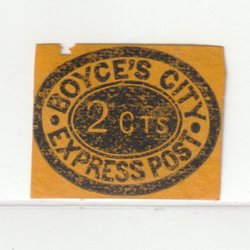 · BOYCE'S CITY ·
2 CTS
EXPRESS POST